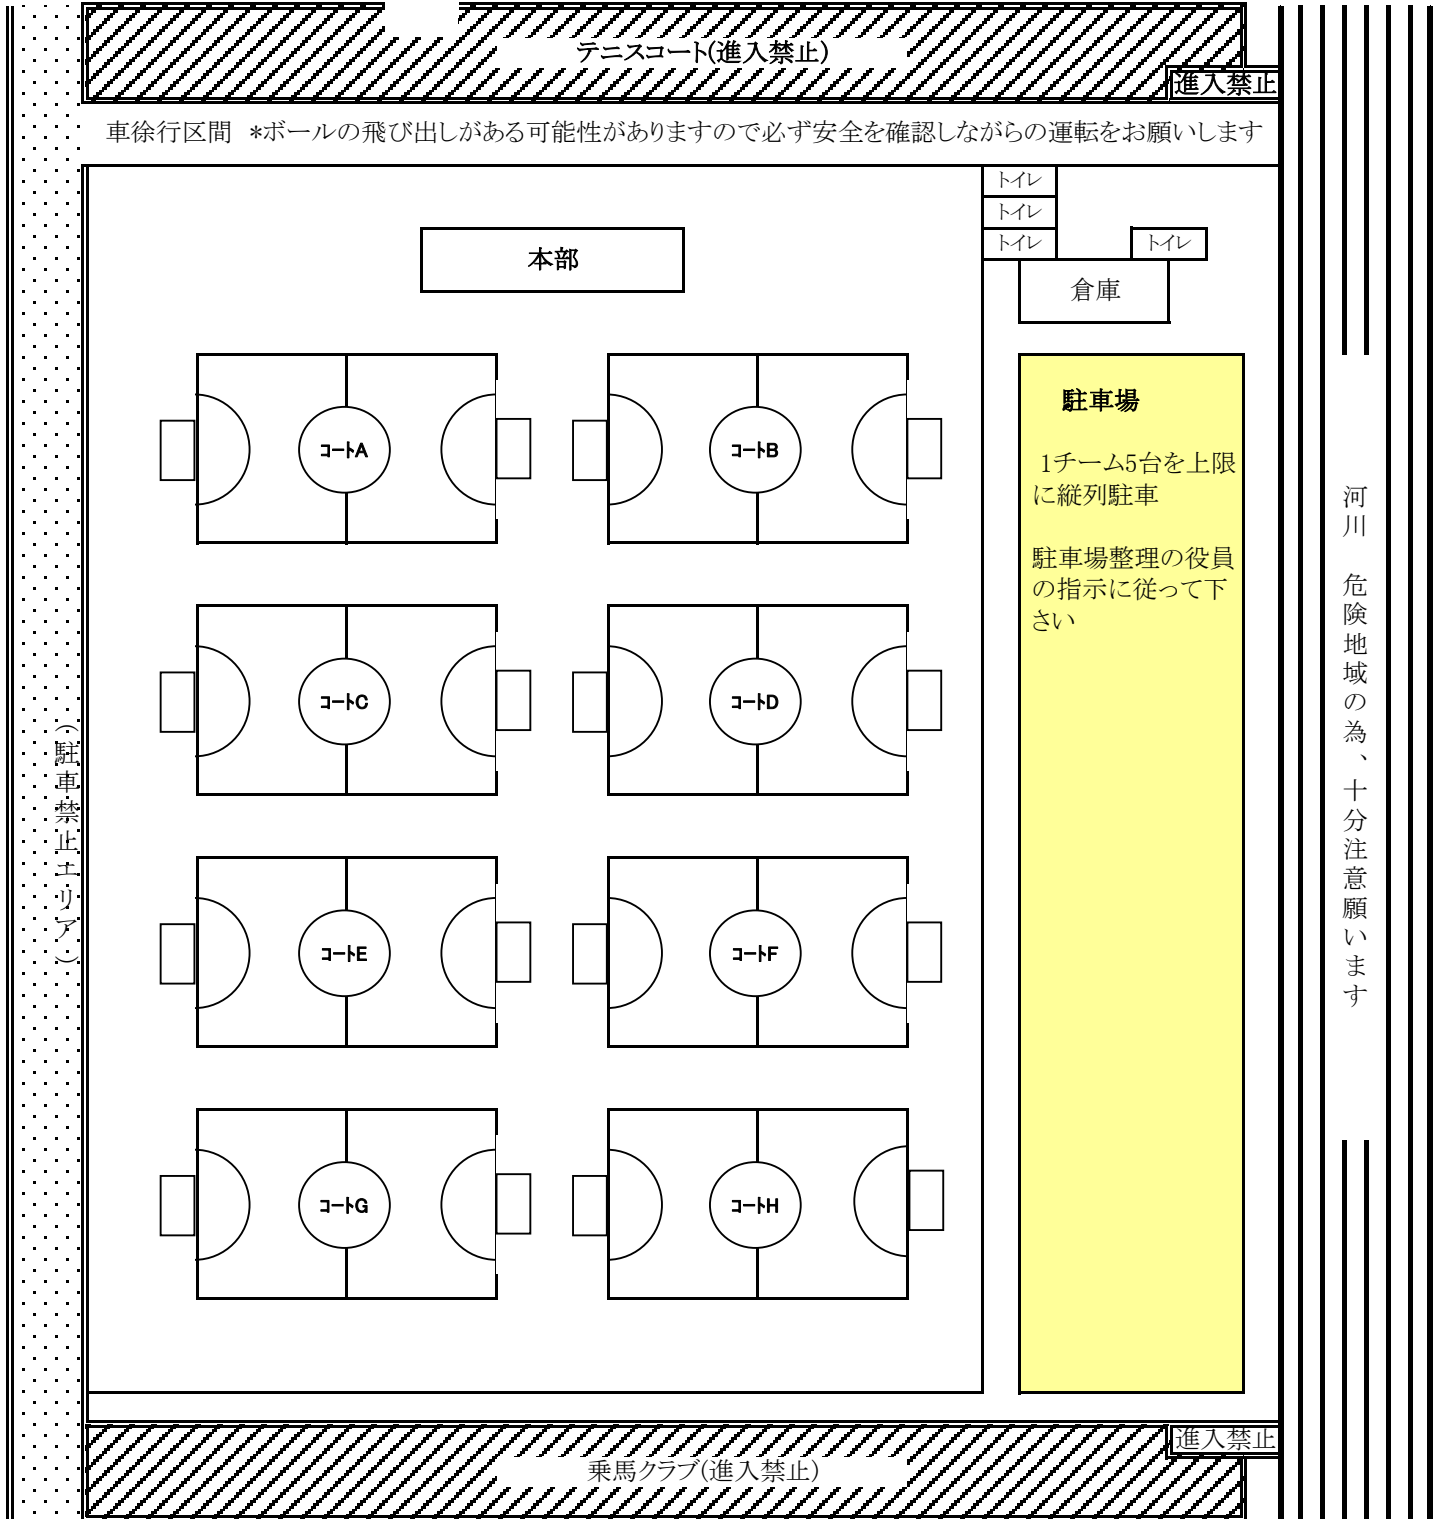 テニスコート(進入禁止)
進入禁止
車徐行区間　*ボールの飛び出しがある可能性がありますので必ず安全を確認しながらの運転をお願いします
トイレ
トイレ
トイレ
トイレ
本部
倉庫
コートA
コートB
駐車場
1チーム5台を上限
に縦列駐車
駐車場整理の役員
の指示に従って下
さい
コートC
コートD
コートE
コートF
コートG
コートH
(駐車禁止エリア)
河川　危険地域の為、十分注意願います
進入禁止
乗馬クラブ(進入禁止)